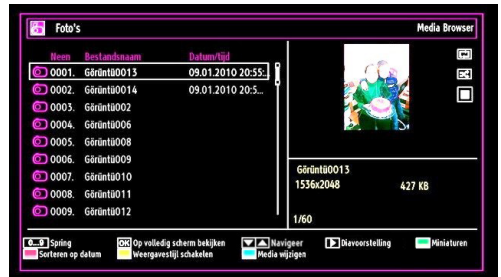 Foto's
Media Browser
Neen Bestandsnaam Datum/tijd
0001. Görüntü0013 09.01.2010 20:55:..
0002. Görüntü0014 09.01.2010 20:5...
0003. Görüntü002
0004. Görüntü006
0005. Görüntü008
0006. Görüntü009
0007. Görüntü010
0008. Görüntü011
0009. Görüntü012
Görüntü0013
1536x2048 427 KB
1/60
0...9 Spring OK Op volledig scherm bekijken Navigeer Diavoorstelling Miniaturen
Sorteren op datum Weergavestijl schakelen Media wijzigen